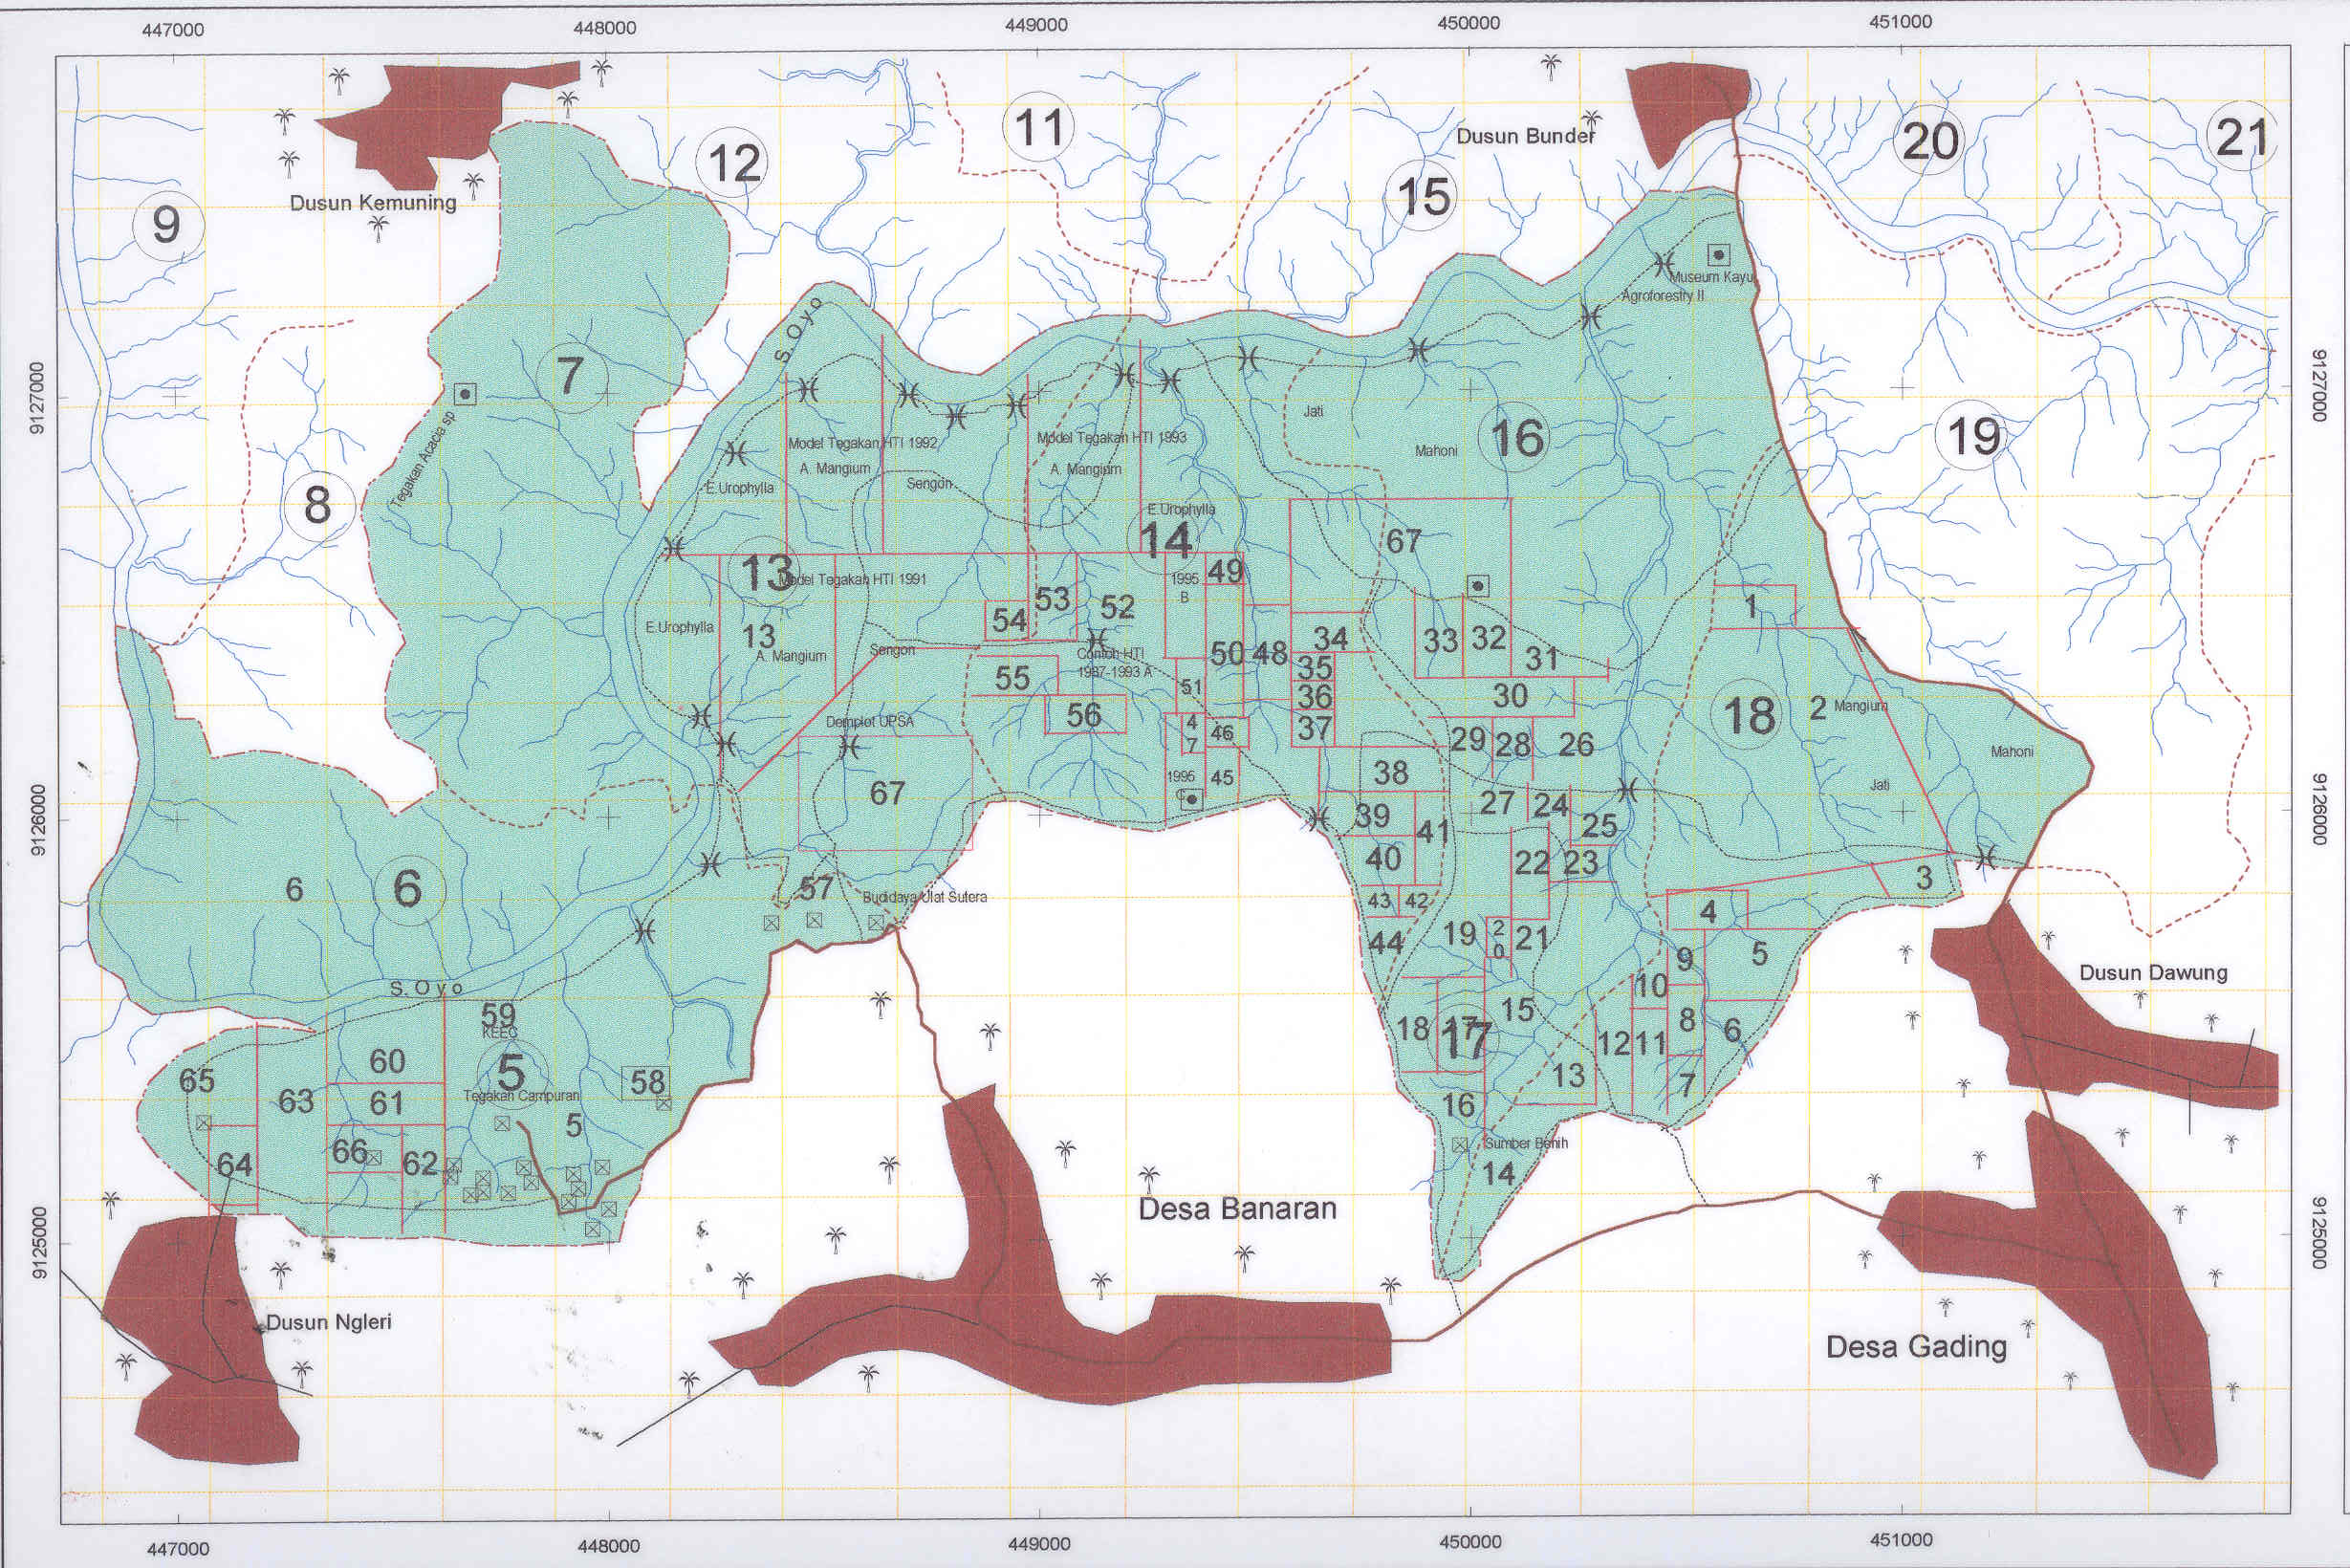 447000
448000
449000
450000
451000
Dusun Bunder
11
12
15
20
21
9
Dusun Kemuning
Museum Kayu
Agroforestry II
S. Oyo
7
9127000
9127000
Jati
Mahoni
16
19
Model Tegakan HTI 1992
Model Tegakan HTI 1993
A. Mangium
A. Mangium
Tegakan Acacia sp
E.Urophylla
Sengon
8
E.Urophylla
14
67
13
Model Tegakan HTI 1991
1995
B
49
53
54
52
1
E.Urophylla
13
A. Mangium
Sengon
Contoh HTI
1987-1993 A
50
48
34
33
32
31
35
55
51
36
30
56
18
2
Mangium
Demplot UPSA
4
7
46
37
29
28
26
Mahoni
67
1995
C
45
38
Jati
9126000
9126000
39
41
27
24
25
40
22
23
6
6
57
Budidaya Ulat Sutera
43
42
3
4
44
19
2
0
21
9
5
Dusun Dawung
S. Oyo
10
59
KEEC
15
18
17
17
12
11
8
6
60
5
58
65
63
61
Tegakan Campuran
13
7
16
5
66
62
64
Sumber Benih
14
Desa Banaran
9125000
9125000
Dusun Ngleri
Desa Gading
447000
448000
449000
450000
451000